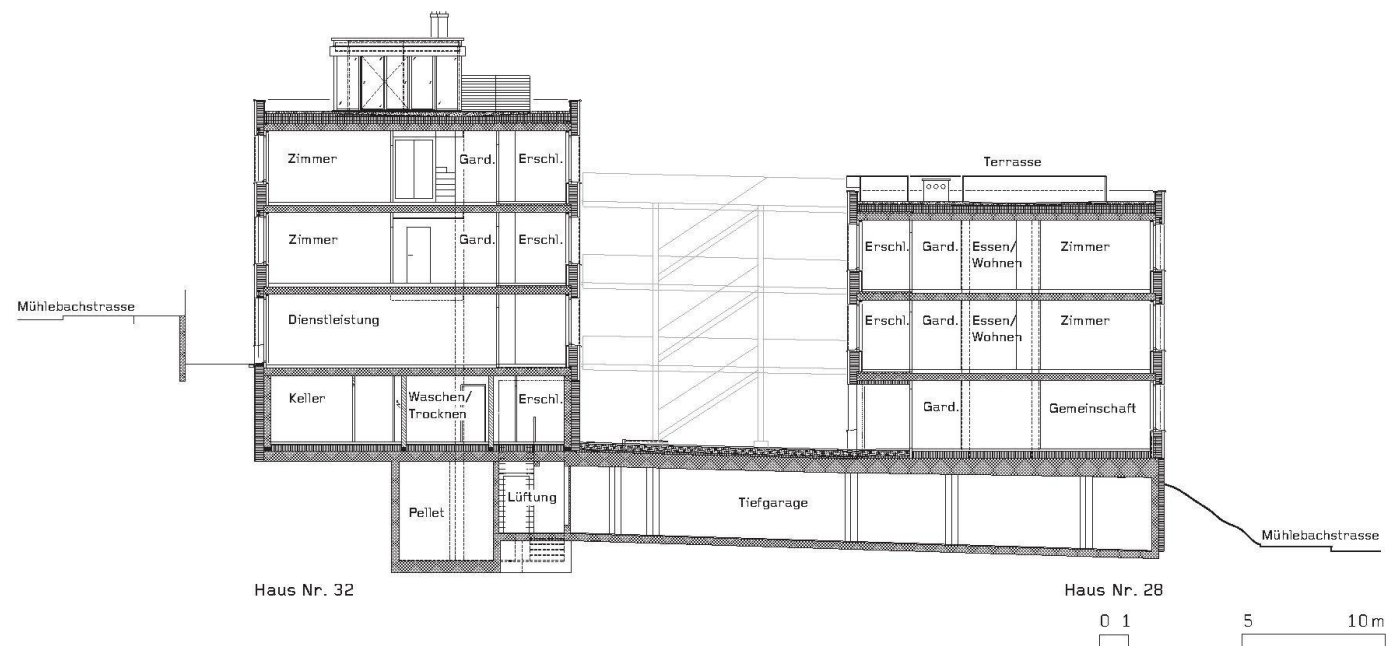 Terrasse
Zimmer Gard. Erschl.
Zimmer Gard. Erschl.
Erschl. Gard. Essen/ Zimmer
Wohnen
Mühlebachstrasse
Dienstleistung
Erschl. Gard. Essen/ Zimmer
Wohnen
Keller Waschen/ Erschl.
Trocknen
Gard. Gemeinschaft
Pellet Lüftung Tiefgarage
Mühlebachstrasse
Haus Nr. 32 Haus Nr. 28
0 1 5 10 m